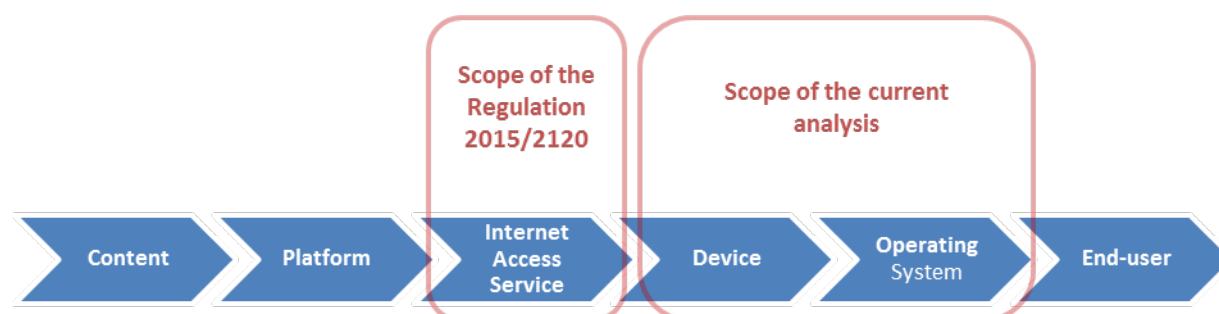 Scope of the
Regulation
2015/2120
Scope of the current
analysis
Content
Platform
Internet
Access
Service
Device
Operating
System
End-user